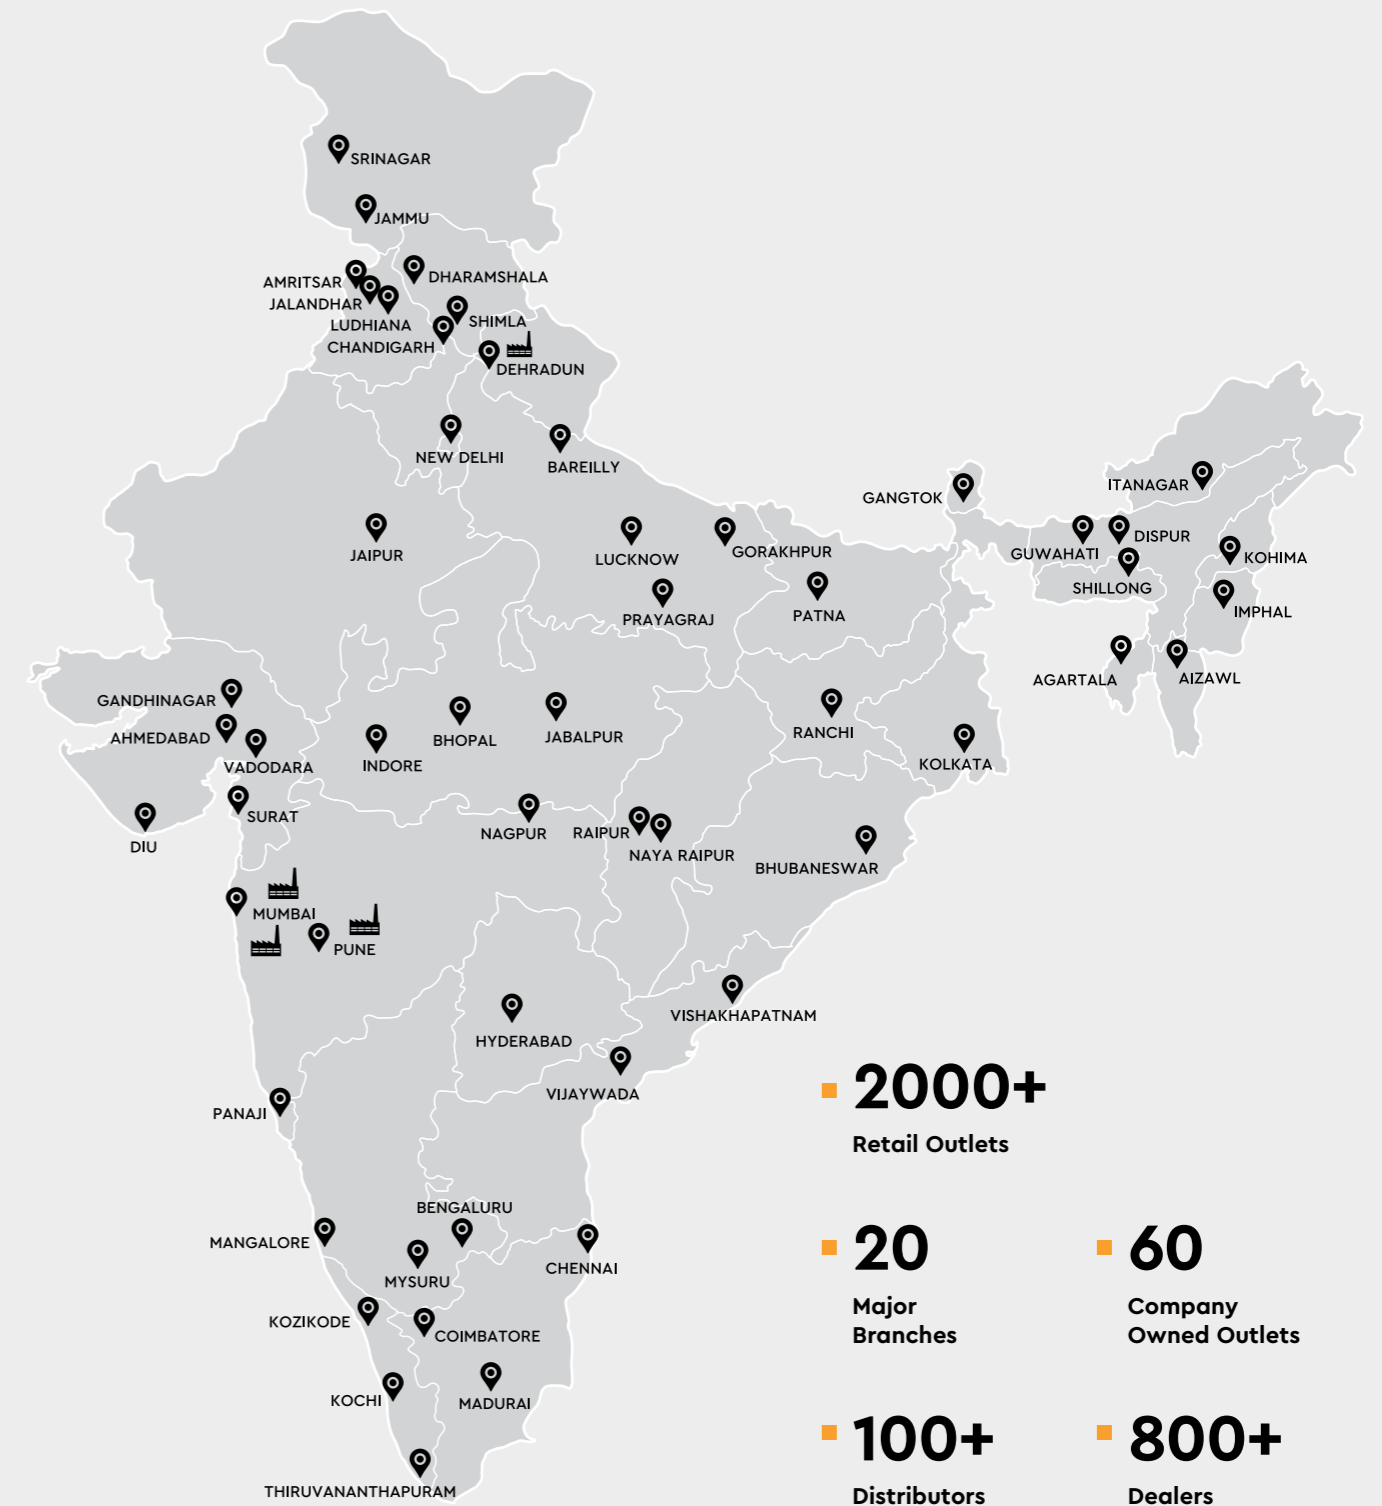 SRINAGAR
JAMMU
AMRITSAR
DHARAMSHALA
JALANDHAR
LUDHIANA
SHIMLA
CHANDIGARH
DEHRADUN
NEW DELHI
BAREILLY
GANGTOK
ITANAGAR
JAIPUR
LUCKNOW
GORAKHPUR
GUWAHATI
DISPUR
KOHIMA
SHILLONG
PRAYAGRAJ
PATNA
IMPHAL
AGARTALA
AIZAWL
GANDHINAGAR
AHMEDABAD
VADODARA
INDORE
BHOPAL
JABALPUR
RANCHI
KOLKATA
SURAT
DIU
NAGPUR
RAIPUR
NAYA RAIPUR
BHUBANESWAR
MUMBAI
PUNE
VISHAKHAPATNAM
HYDERABAD
VIJAYWADA
PANAJI
2000+
Retail Outlets
BENGALURU
MANGALORE
MYSURU
CHENNAI
KOZIKODE
COIMBATORE
KOCHI
MADURAI
THIRUVANANTHAPURAM
20
Major
Branches
60
Company
Owned Outlets
100+
Distributors
800+
Dealers